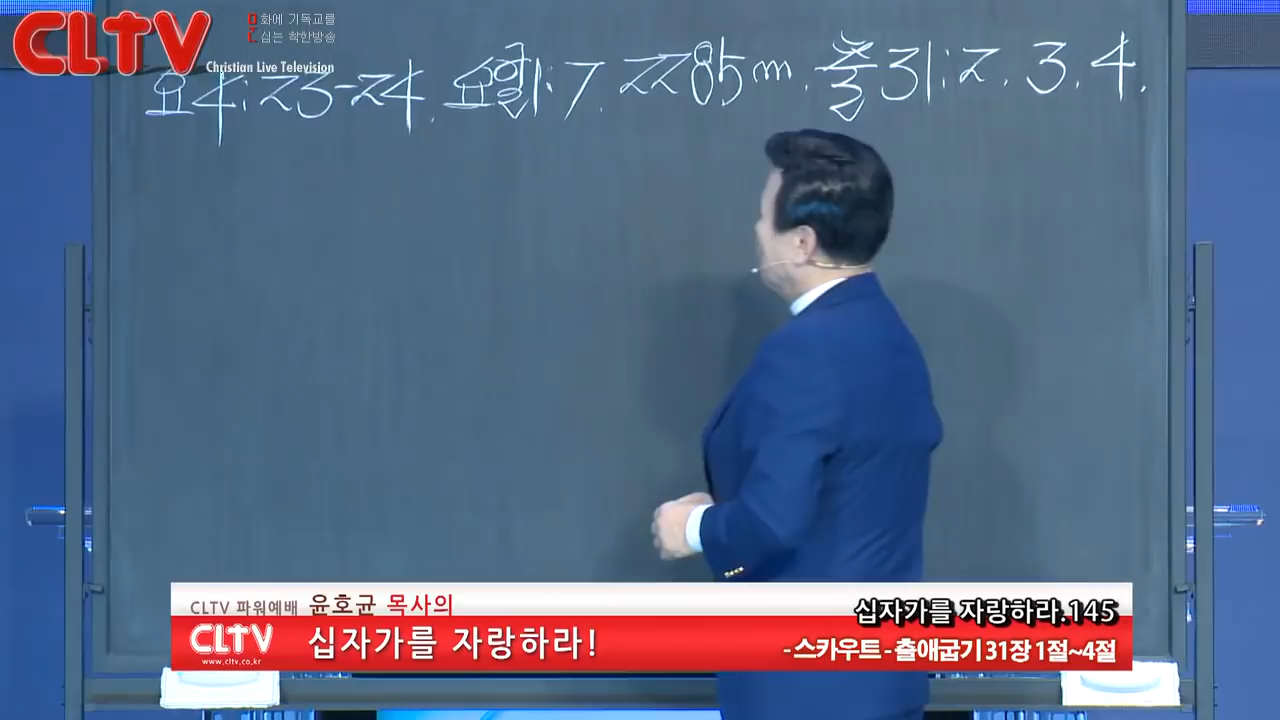 CLTV
문화에 기독교를
심는 착한방송
Christian Live Television
요4:23-24. 요일1:7. 22 85m. 출31:2. 3. 4.
CLTV 파워예배 윤호균 목사의
십자가를 자랑하라.145
CLTV
www.cltv.co.kr
십자가를 자랑하라!
-스카우트-출애굽기 31장 1절~4절